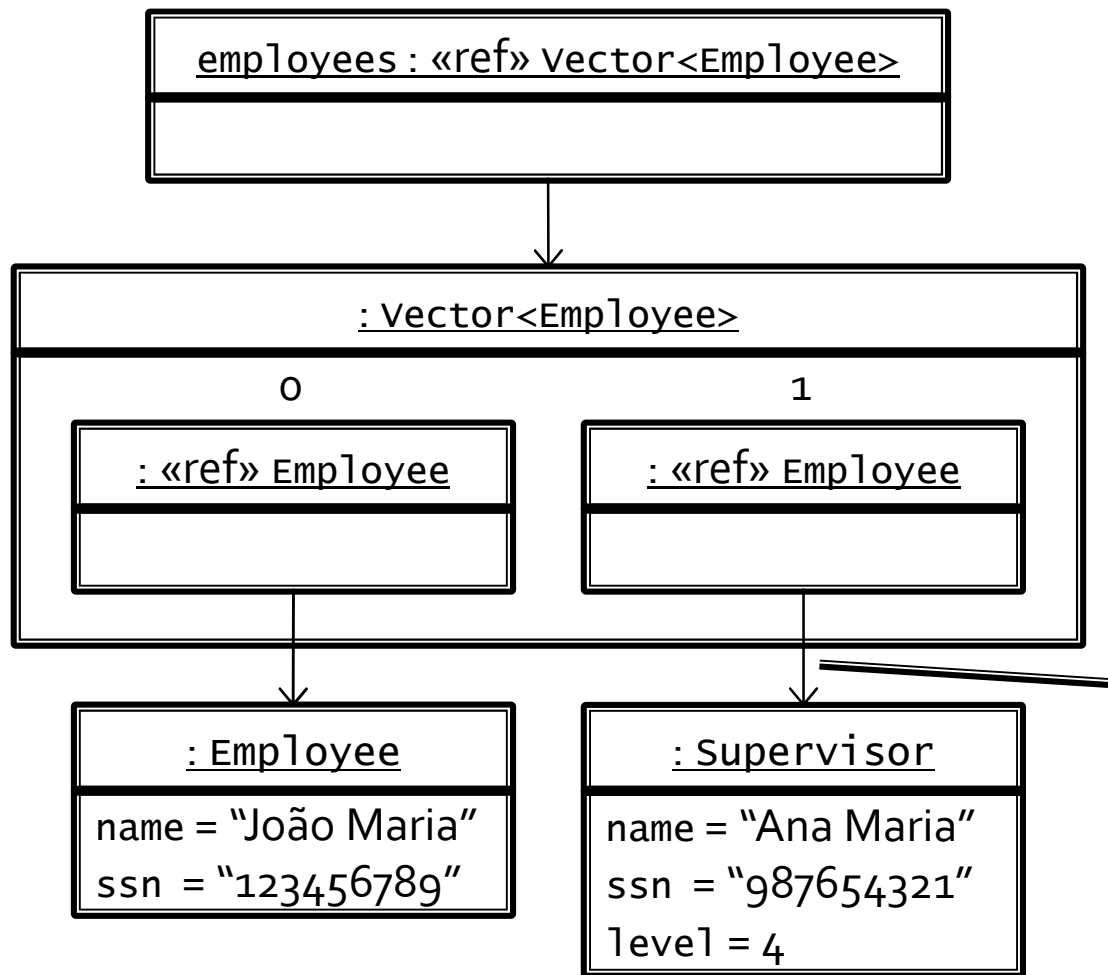 employees : «ref» Vector<Employee>
: Vector<Employee>
0 1
: «ref» Employee : «ref» Employee
: Employee : Supervisor
name = “João Maria” name = “Ana Maria”
ssn = “123456789” ssn = “987654321”
level = 4